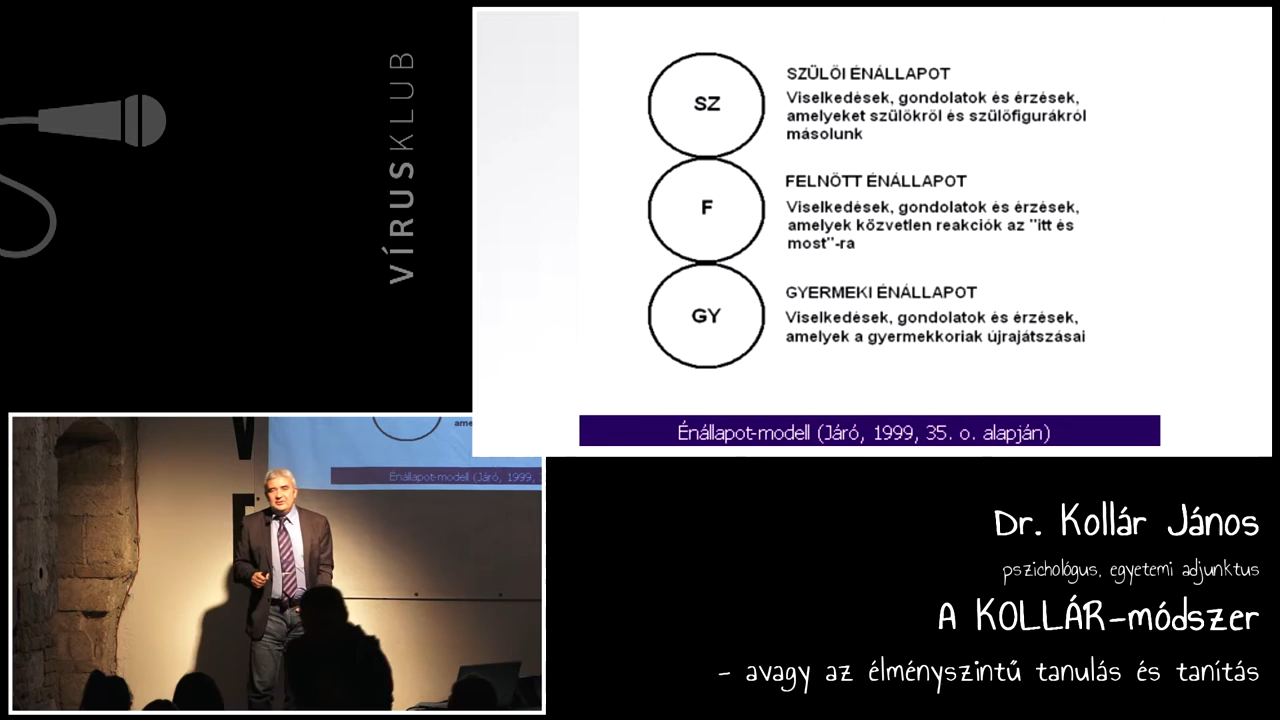 VÍRUSKLUB
SZ
SZÜLŐI ÉNÁLLAPOT
Viselkedések, gondolatok és érzések,
amelyeket szülőkről és szülőfigurákról
másolunk
F
FELNŐTT ÉNÁLLAPOT
Viselkedések, gondolatok és érzések,
amelyek közvetlen reakciók az "itt és
most"-ra
GY
GYERMEKI ÉNÁLLAPOT
Viselkedések, gondolatok és érzések,
amelyek a gyermekkoriak újrajátszásai
Énállapot-modell (Járó, 1999, 35. o. alapján)
ame
Énállapot-modell (Járó, 1999,
V
Dr. Kollár János
pszichológus, egyetemi adjunktus
A KOLLÁR-módszer
- avagy az élményszintű tanulás és tanítás